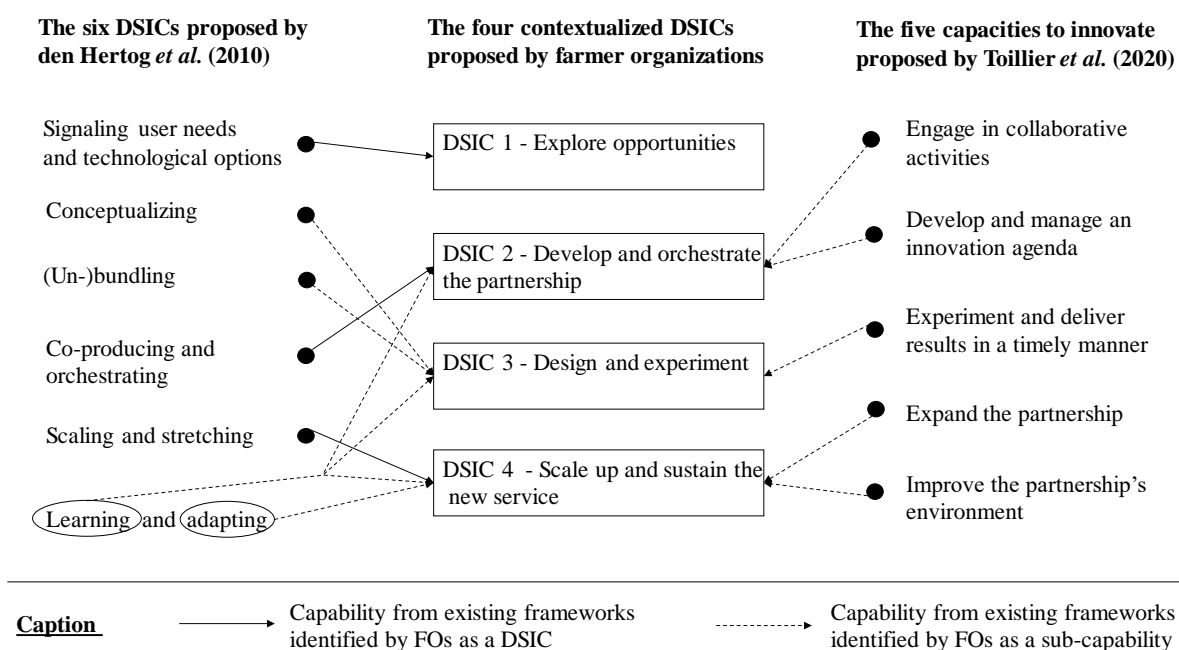 The six DSICs proposed by
den Hertog et al. (2010)
The four contextualized DSICs
proposed by farmer organizations
The five capacities to innovate
proposed by Toillier et al. (2020)
Signaling user needs
and technological options
Conceptualizing
(Un-)bundling
Co-producing and
orchestrating
Scaling and stretching
Learning and adapting
DSIC 1 - Explore opportunities
DSIC 2 - Develop and orchestrate
the partnership
DSIC 3 - Design and experiment
DSIC 4 - Scale up and sustain the
new service
Engage in collaborative
activities
Develop and manage an
innovation agenda
Experiment and deliver
results in a timely manner
Expand the partnership
Improve the partnership's
environment
Caption
Capability from existing frameworks
identified by FOs as a DSIC
Capability from existing frameworks
identified by FOs as a sub-capability